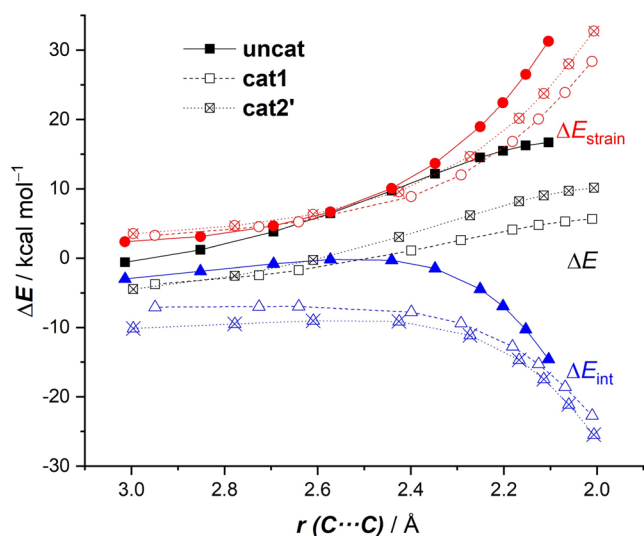 40
30
20
10
0
-10
-20
-30
ΔE / kcal mol⁻¹
uncat
cat1
cat2'
ΔE_strain
ΔE
ΔE_int
3.0 2.8 2.6 2.4 2.2 2.0
r (C···C) / Å